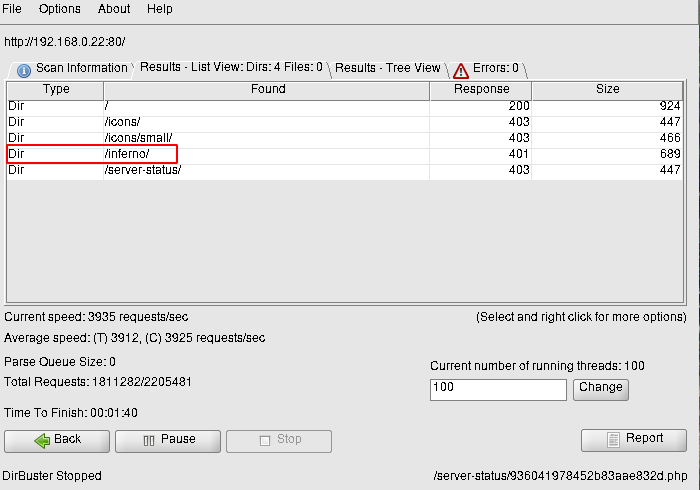 File Options About Help
http://192.168.0.22:80/
Scan Information Results - List View: Dirs: 4 Files: 0 Results - Tree View Errors: 0
Type Found Response Size
Dir / 200 924
Dir /icons/ 403 447
Dir /icons/small/ 403 466
Dir /inferno/ 401 689
Dir /server-status/ 403 447
Current speed: 3935 requests/sec (Select and right click for more options)
Average speed: (T) 3912, (C) 3925 requests/sec
Parse Queue Size: 0 Current number of running threads: 100
Total Requests: 1811282/2205481 100 Change
Time To Finish: 00:01:40
Back Pause Stop Report
DirBuster Stopped /server-status/936041978452b83aae832d.php